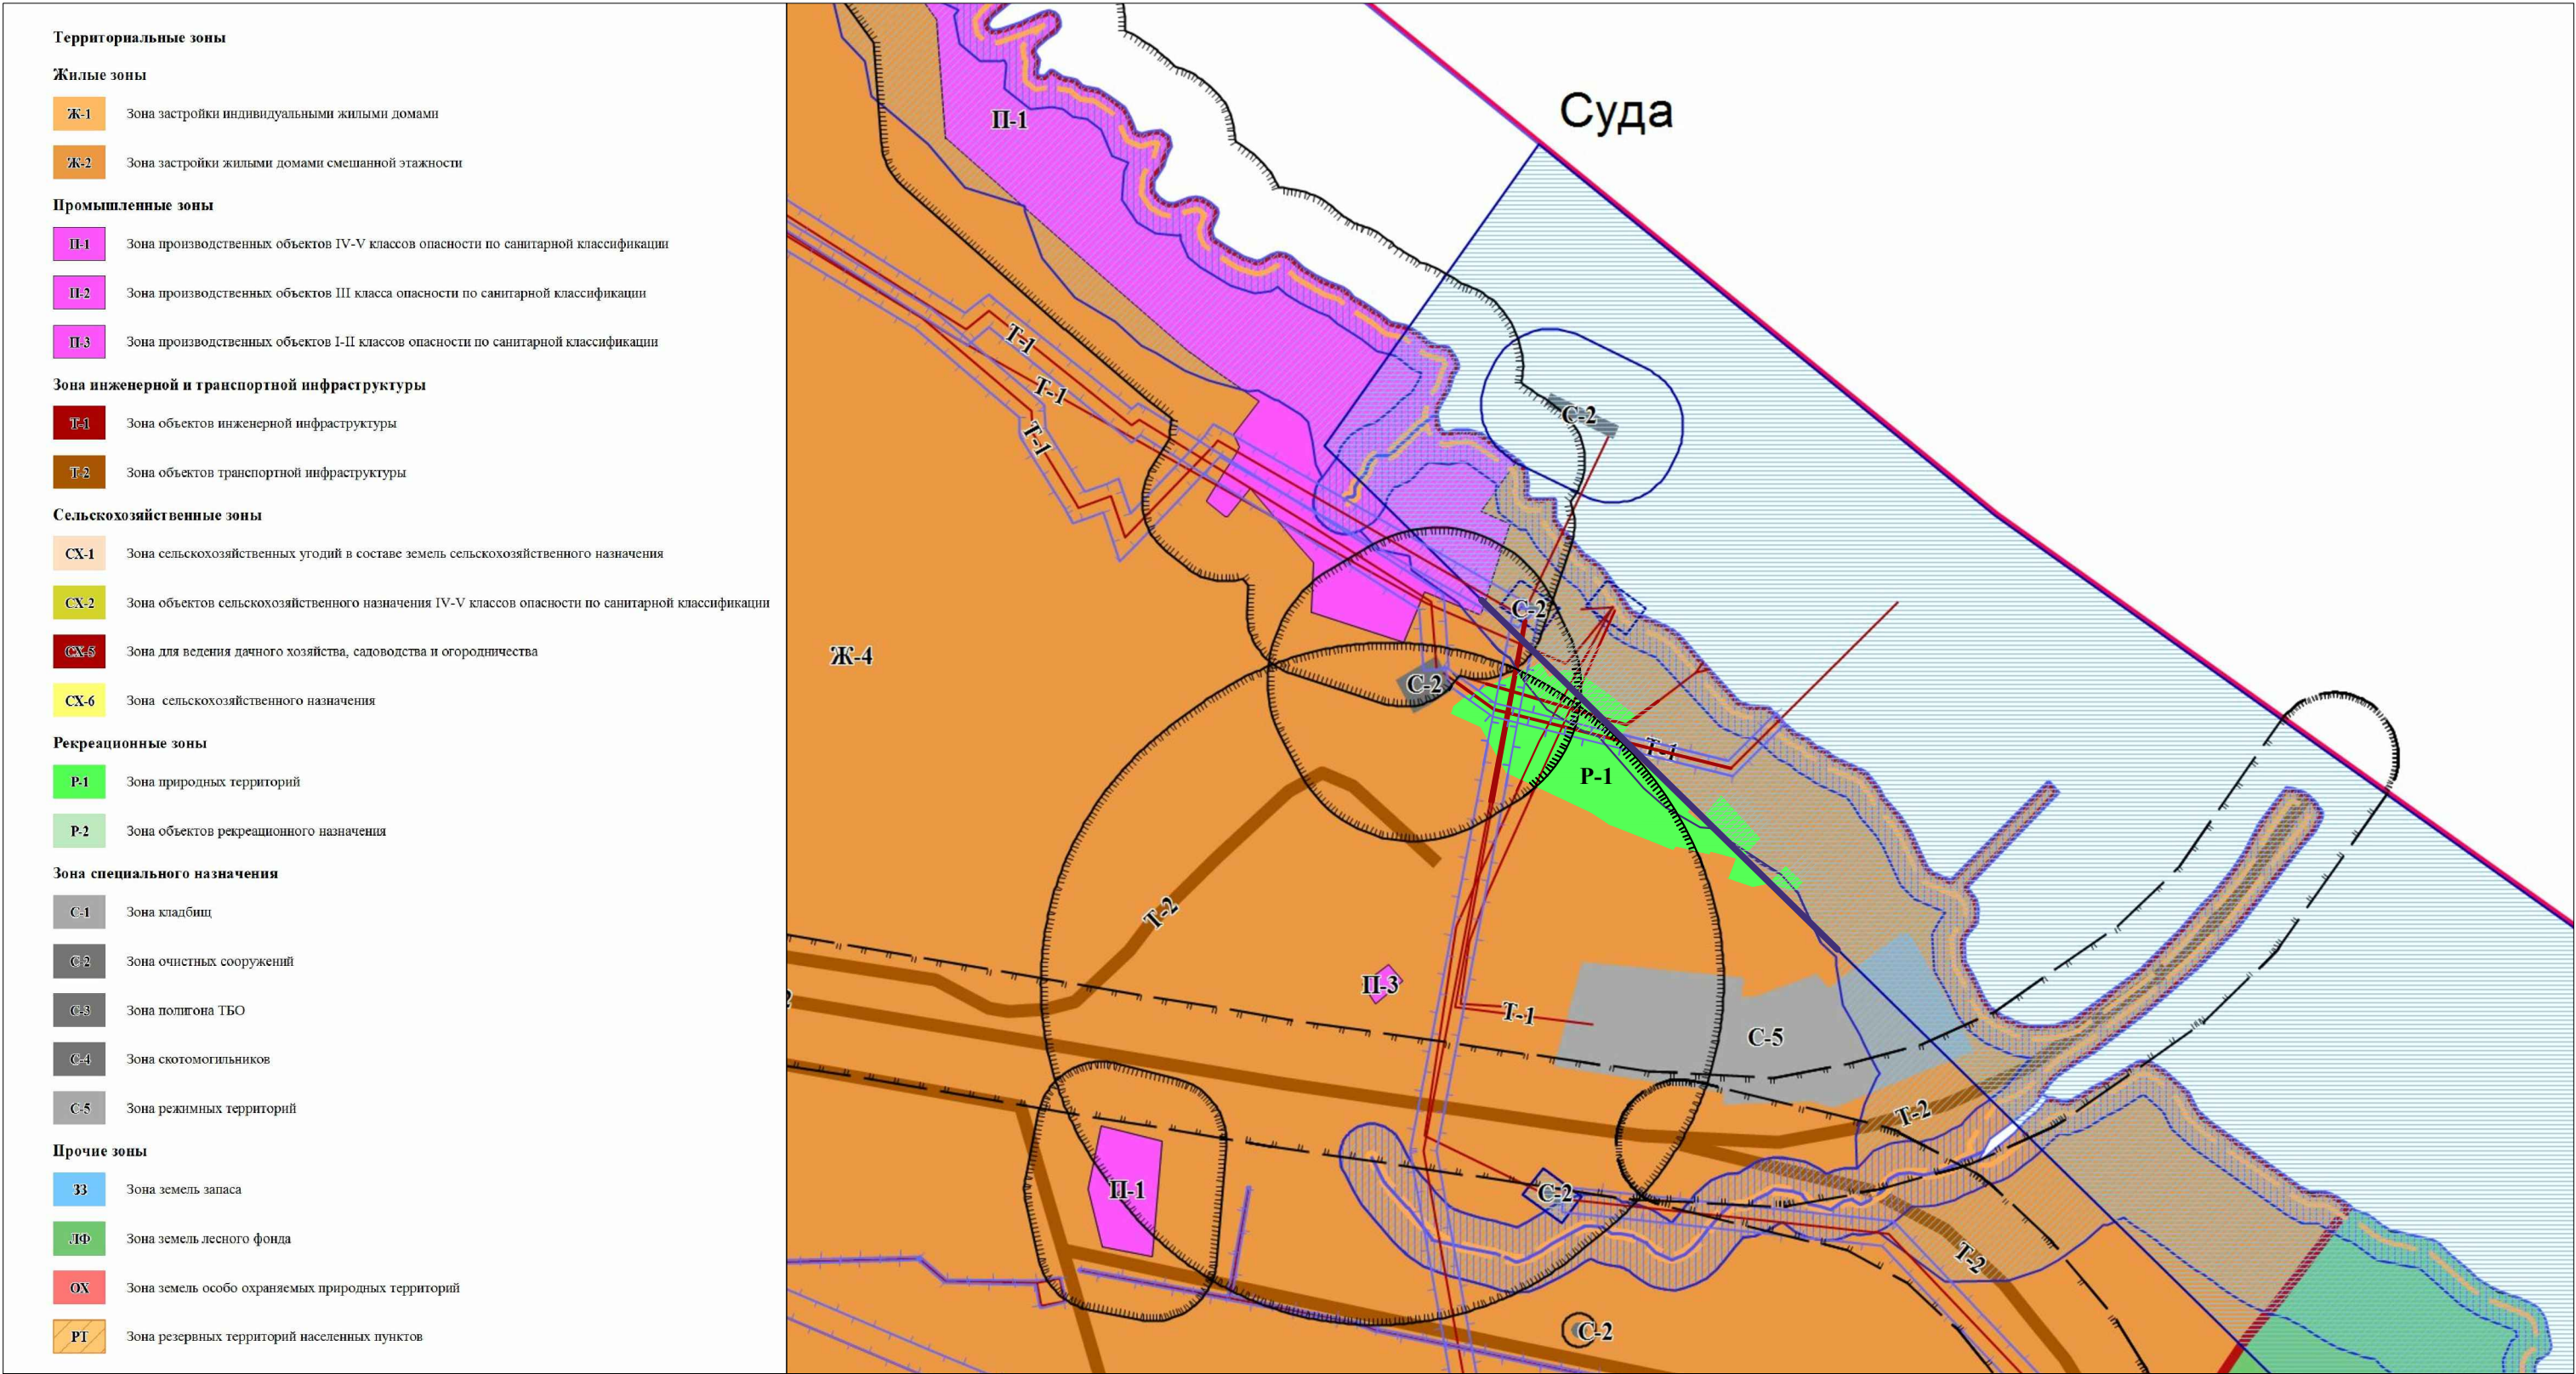 Территориальные зоны
Жилые зоны
Ж-1 Зона застройки индивидуальными жилыми домами
Ж-2 Зона застройки жилыми домами смешанной этажности
Промышленные зоны
П-1 Зона производственных объектов IV-V классов опасности по санитарной классификации
П-2 Зона производственных объектов III класса опасности по санитарной классификации
П-3 Зона производственных объектов I-II классов опасности по санитарной классификации
Зона инженерной и транспортной инфраструктуры
Т-1 Зона объектов инженерной инфраструктуры
Т-2 Зона объектов транспортной инфраструктуры
Сельскохозяйственные зоны
СХ-1 Зона сельскохозяйственных угодий в составе земель сельскохозяйственного назначения
СХ-2 Зона объектов сельскохозяйственного назначения IV-V классов опасности по санитарной классификации
СХ-5 Зона для ведения дачного хозяйства, садоводства и огородничества
СХ-6 Зона сельскохозяйственного назначения
Рекреационные зоны
Р-1 Зона природных территорий
Р-2 Зона объектов рекреационного назначения
Зона специального назначения
С-1 Зона кладбищ
С-2 Зона очистных сооружений
С-3 Зона полигона ТБО
С-4 Зона скотомогильников
С-5 Зона режимных территорий
Прочие зоны
ЗЗ Зона земель запаса
ЛФ Зона земель лесного фонда
ОХ Зона земель особо охраняемых природных территорий
РТ Зона резервных территорий населенных пунктов
Суда
П-1
Т-1
Т-1
Т-1
С-2
С-2
Ж-4
С-2
Т-1
Р-1
Т-2
П-3
Т-1
С-5
Т-2
П-1
С-2
Т-2
С-2